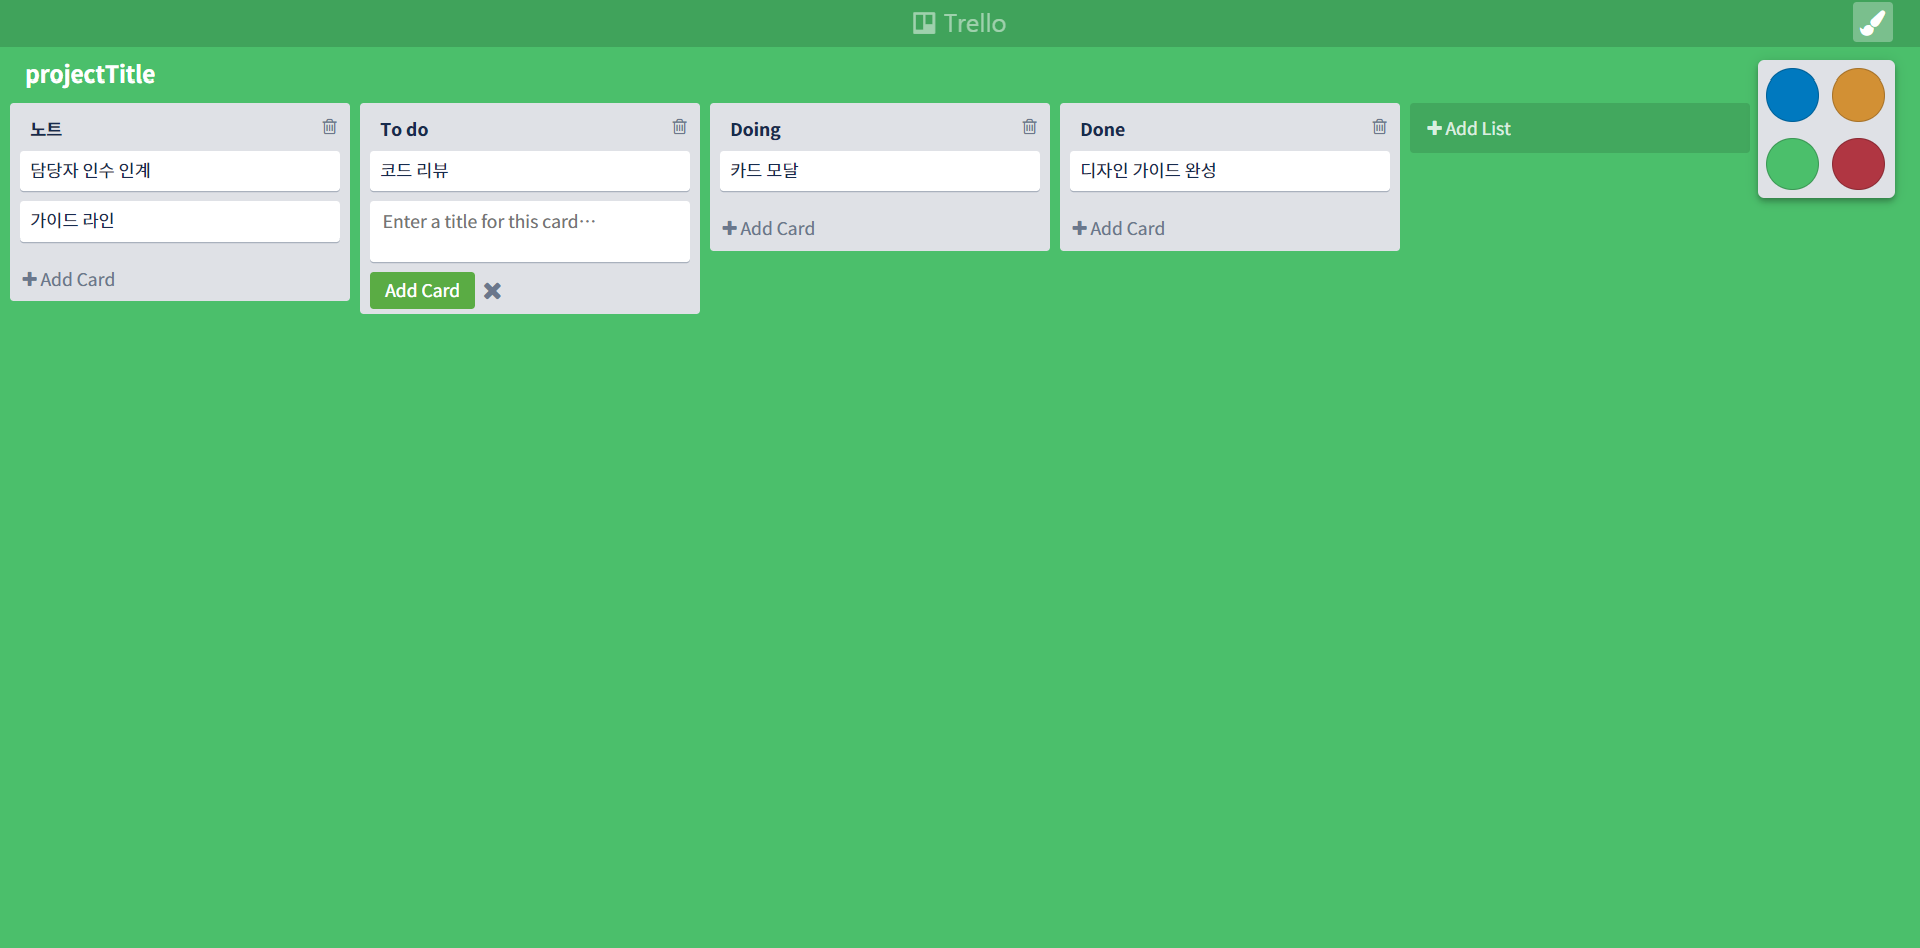 Trello
projectTitle
노트
담당자 인수 인계
가이드 라인
Add Card
To do
코드 리뷰
Enter a title for this card…
Add Card
Doing
카드 모달
Add Card
Done
디자인 가이드 완성
Add Card
Add List